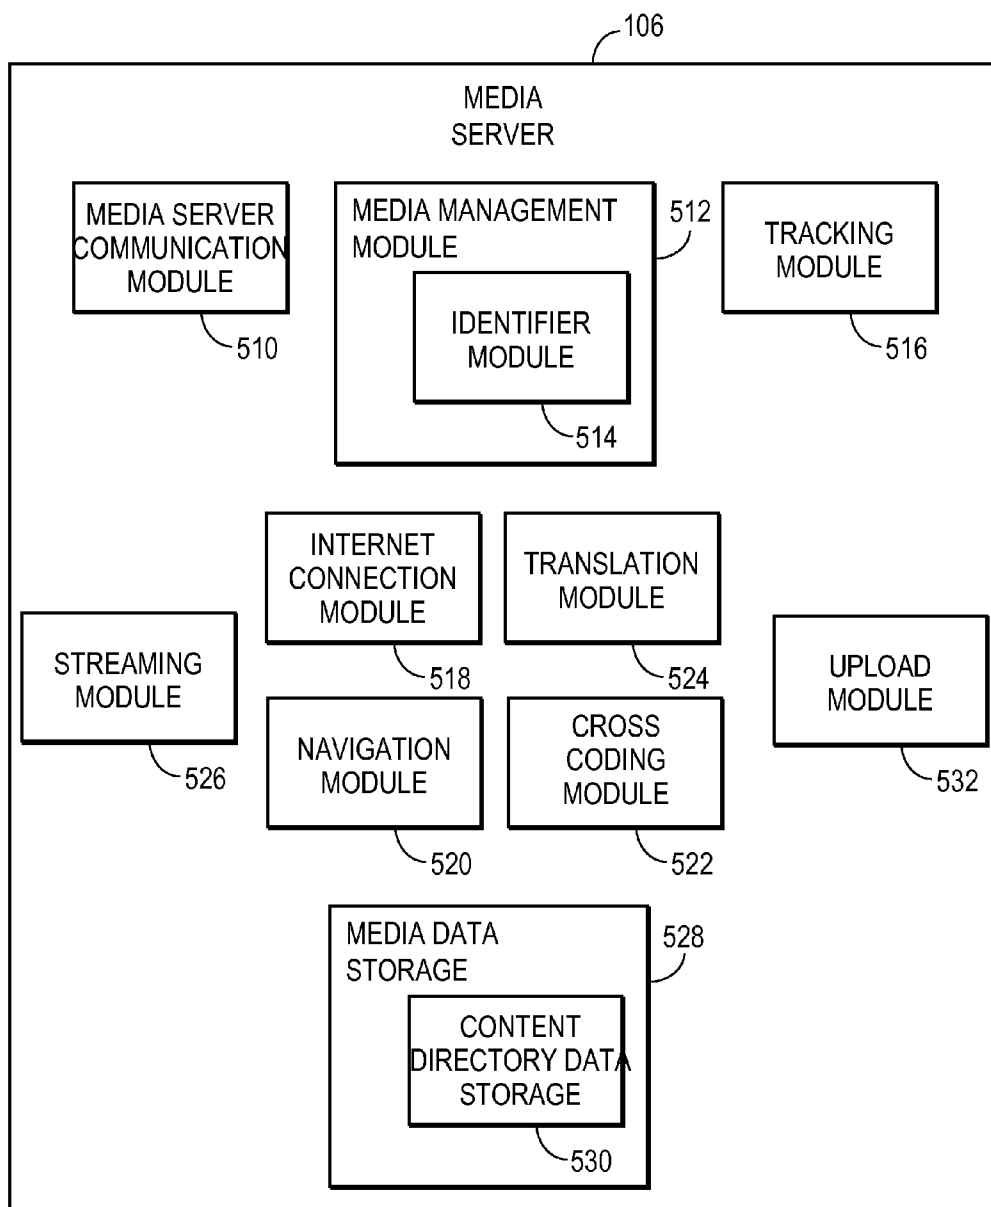 106
MEDIA
SERVER
MEDIA SERVER
COMMUNICATION
MODULE
510
MEDIA MANAGEMENT
MODULE
512
IDENTIFIER
MODULE
514
TRACKING
MODULE
516
INTERNET
CONNECTION
MODULE
518
TRANSLATION
MODULE
524
STREAMING
MODULE
526
UPLOAD
MODULE
532
NAVIGATION
MODULE
520
CROSS
CODING
MODULE
522
MEDIA DATA
STORAGE
528
CONTENT
DIRECTORY DATA
STORAGE
530